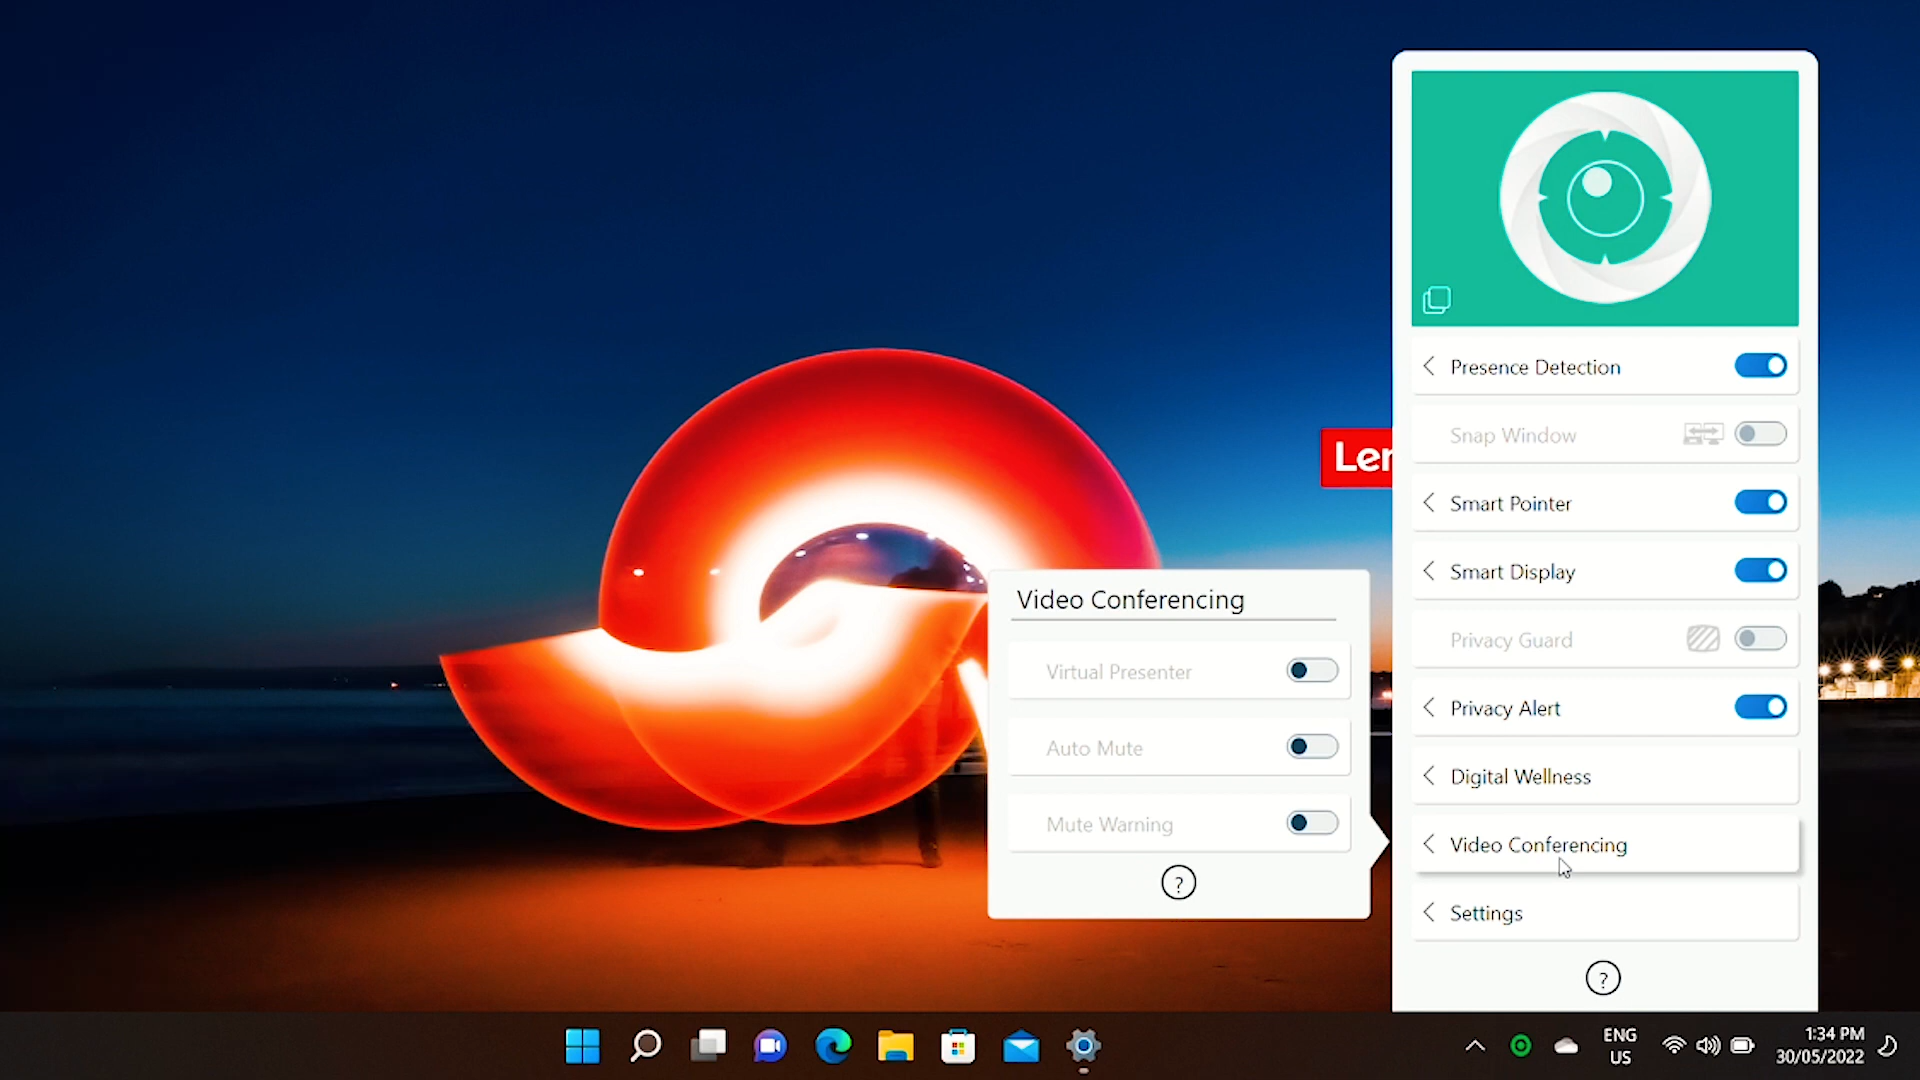 Presence Detection
Snap Window
Smart Pointer
Smart Display
Privacy Guard
Privacy Alert
Digital Wellness
Video Conferencing
Settings
?
Video Conferencing
Virtual Presenter
Auto Mute
Mute Warning
?
Len
ENG
US
1:34 PM
30/05/2022